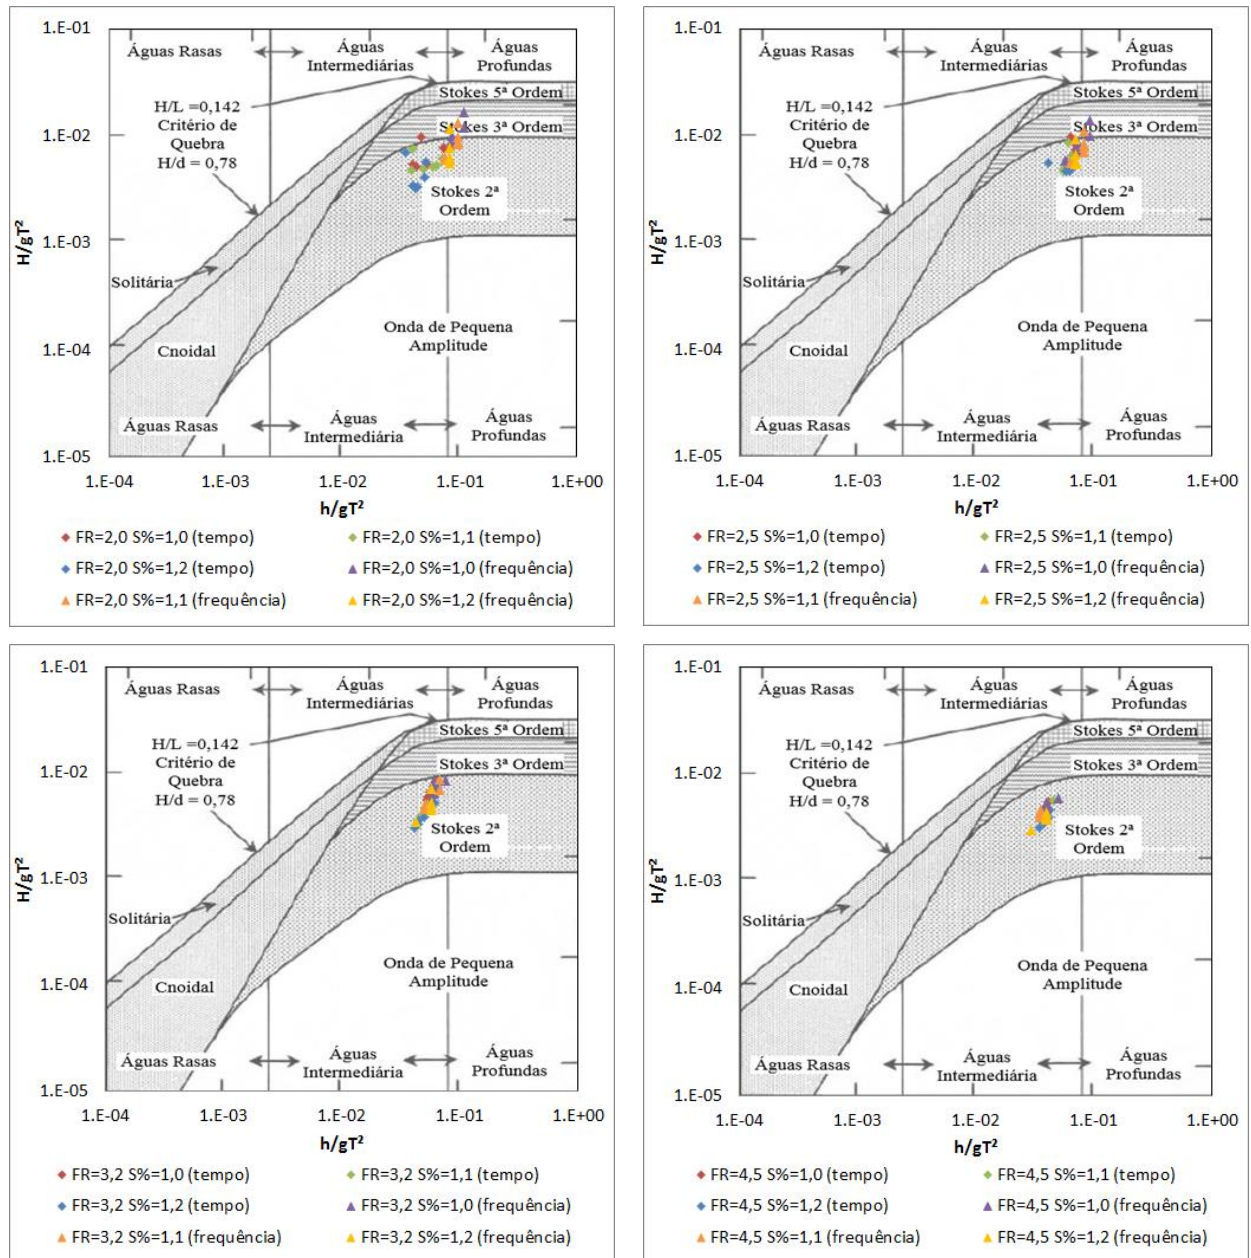 1.E-01
1.E-02
1.E-03
1.E-04
1.E-05
H/gT²
Águas Rasas
Águas
Intermediárias
Águas
Profundas
Stokes 5ª Ordem
H/L =0,142
Critério de
Quebra
H/d = 0,78
Stokes 3ª Ordem
Stokes 2ª
Ordem
Solitária
Onda de Pequena
Amplitude
Cnoidal
Águas Rasas
Águas
Intermediária
Águas
Profundas
1.E-04 1.E-03 1.E-02 1.E-01 1.E+00
h/gT²
FR=2,0 S%=1,0 (tempo) FR=2,0 S%=1,1 (tempo)
FR=2,0 S%=1,2 (tempo) FR=2,0 S%=1,0 (frequência)
FR=2,0 S%=1,1 (frequência) FR=2,0 S%=1,2 (frequência)
1.E-01
1.E-02
1.E-03
1.E-04
1.E-05
H/gT²
Águas Rasas
Águas
Intermediárias
Águas
Profundas
Stokes 5ª Ordem
H/L =0,142
Critério de
Quebra
H/d = 0,78
Stokes 3ª Ordem
Stokes 2ª
Ordem
Solitária
Onda de Pequena
Amplitude
Cnoidal
Águas Rasas
Águas
Intermediária
Águas
Profundas
1.E-04 1.E-03 1.E-02 1.E-01 1.E+00
h/gT²
FR=2,5 S%=1,0 (tempo) FR=2,5 S%=1,1 (tempo)
FR=2,5 S%=1,2 (tempo) FR=2,5 S%=1,0 (frequência)
FR=2,5 S%=1,1 (frequência) FR=2,5 S%=1,2 (frequência)
1.E-01
1.E-02
1.E-03
1.E-04
1.E-05
H/gT²
Águas Rasas
Águas
Intermediárias
Águas
Profundas
Stokes 5ª Ordem
H/L =0,142
Critério de
Quebra
H/d = 0,78
Stokes 3ª Ordem
Stokes 2ª
Ordem
Solitária
Onda de Pequena
Amplitude
Cnoidal
Águas Rasas
Águas
Intermediária
Águas
Profundas
1.E-04 1.E-03 1.E-02 1.E-01 1.E+00
h/gT²
FR=3,2 S%=1,0 (tempo) FR=3,2 S%=1,1 (tempo)
FR=3,2 S%=1,2 (tempo) FR=3,2 S%=1,0 (frequência)
FR=3,2 S%=1,1 (frequência) FR=3,2 S%=1,2 (frequência)
1.E-01
1.E-02
1.E-03
1.E-04
1.E-05
H/gT²
Águas Rasas
Águas
Intermediárias
Águas
Profundas
Stokes 5ª Ordem
H/L =0,142
Critério de
Quebra
H/d = 0,78
Stokes 3ª Ordem
Stokes 2ª
Ordem
Solitária
Onda de Pequena
Amplitude
Cnoidal
Águas Rasas
Águas
Intermediária
Águas
Profundas
1.E-04 1.E-03 1.E-02 1.E-01 1.E+00
h/gT²
FR=4,5 S%=1,0 (tempo) FR=4,5 S%=1,1 (tempo)
FR=4,5 S%=1,2 (tempo) FR=4,5 S%=1,0 (frequência)
FR=4,5 S%=1,1 (frequência) FR=4,5 S%=1,2 (frequência)